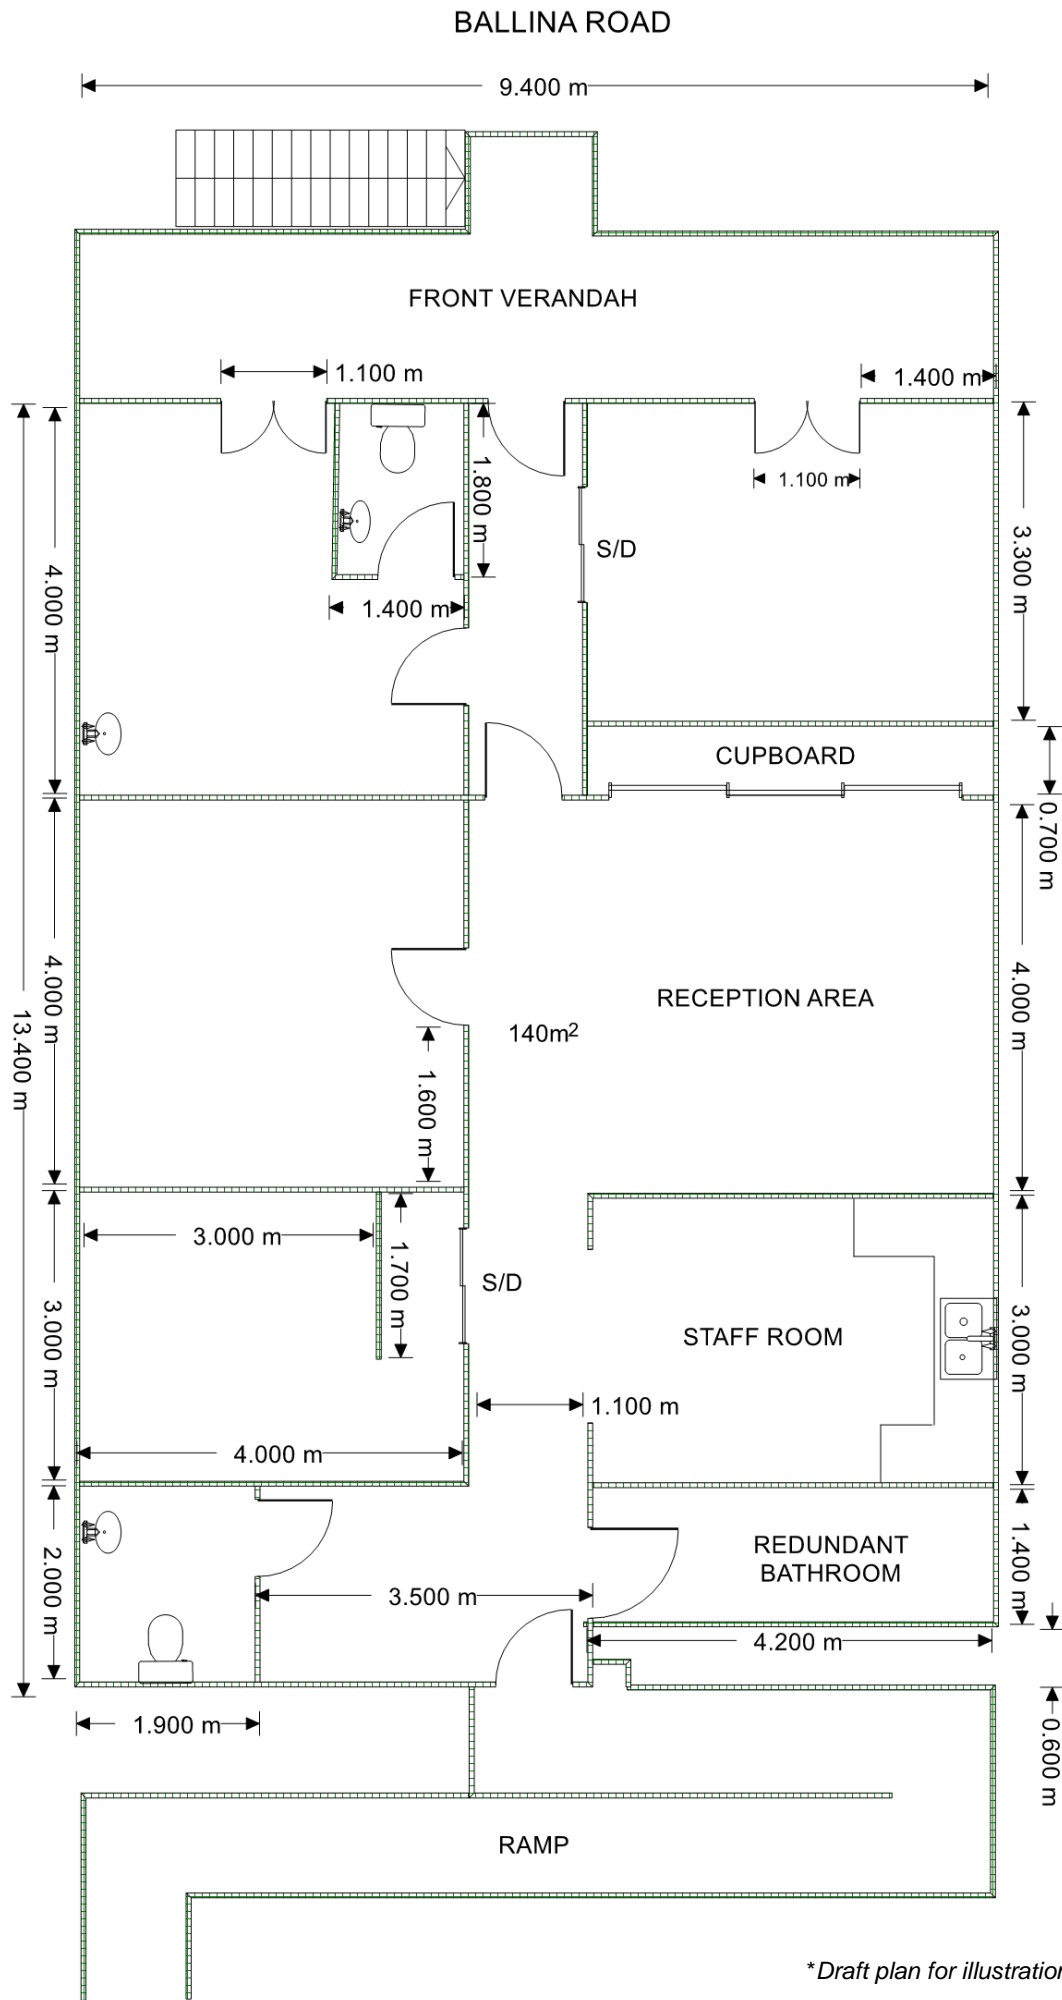 BALLINA ROAD
9.400 m
FRONT VERANDAH
1.100 m
1.400 m
1.800 m
1.100 m
S/D
3.300 m
4.000 m
1.400 m
CUPBOARD
0.700 m
4.000 m
13.400 m
RECEPTION AREA
140m²
4.000 m
1.600 m
3.000 m
1.700 m
S/D
3.000 m
STAFF ROOM
3.000 m
1.100 m
4.000 m
2.000 m
REDUNDANT
BATHROOM
1.400 m
3.500 m
4.200 m
1.900 m
0.600 m
RAMP
*Draft plan for illustration